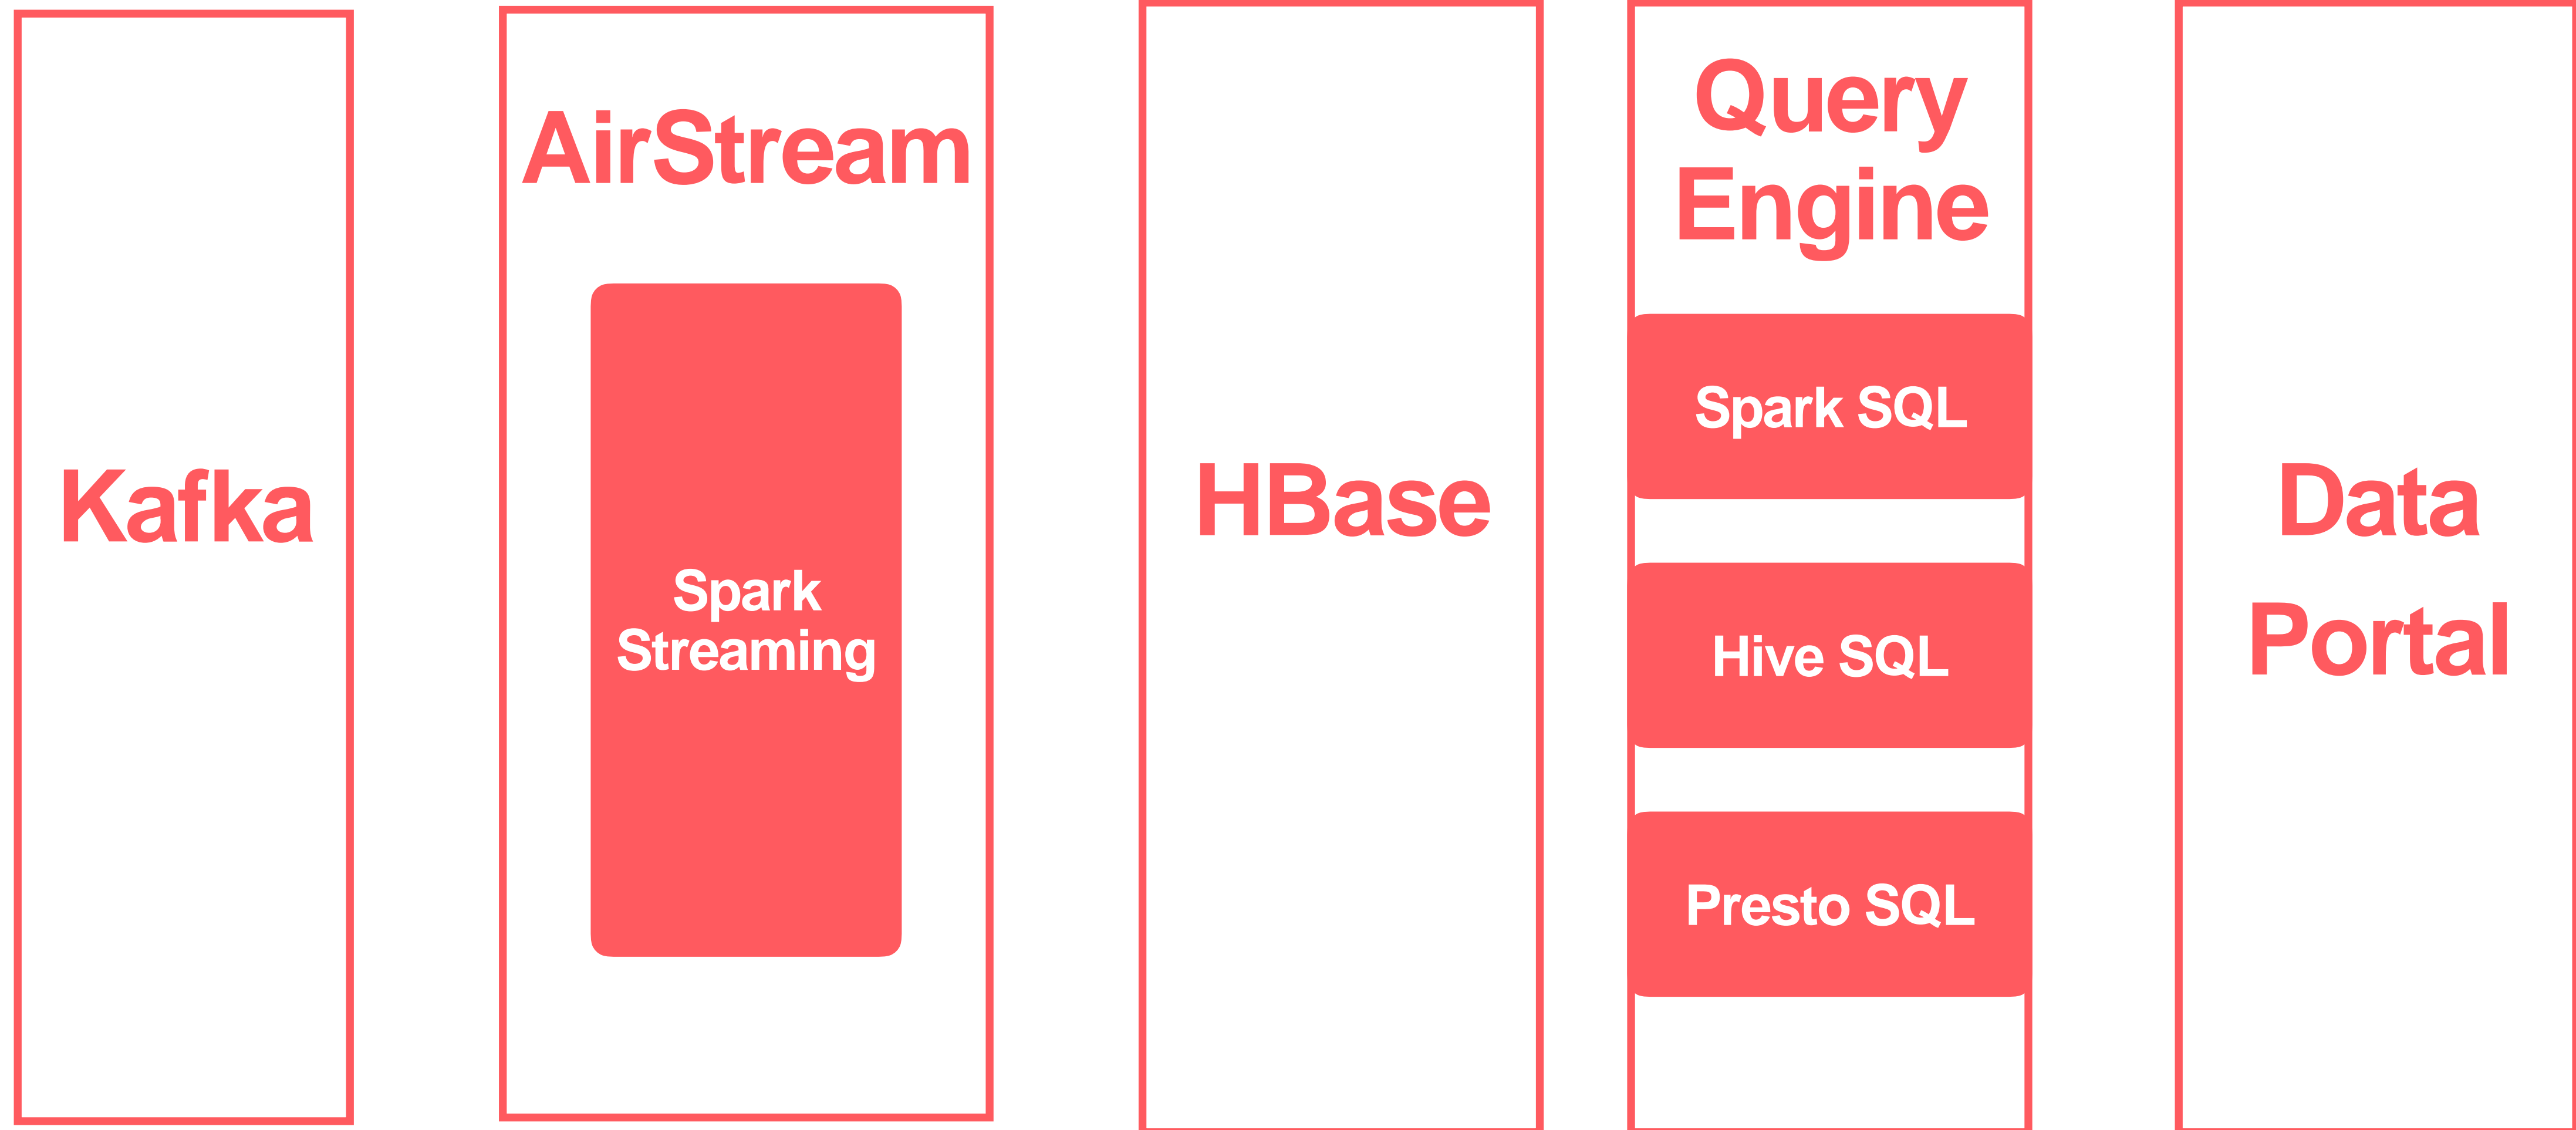 Kafka
AirStream
Spark
Streaming
HBase
Query
Engine
Spark SQL
Hive SQL
Presto SQL
Data
Portal